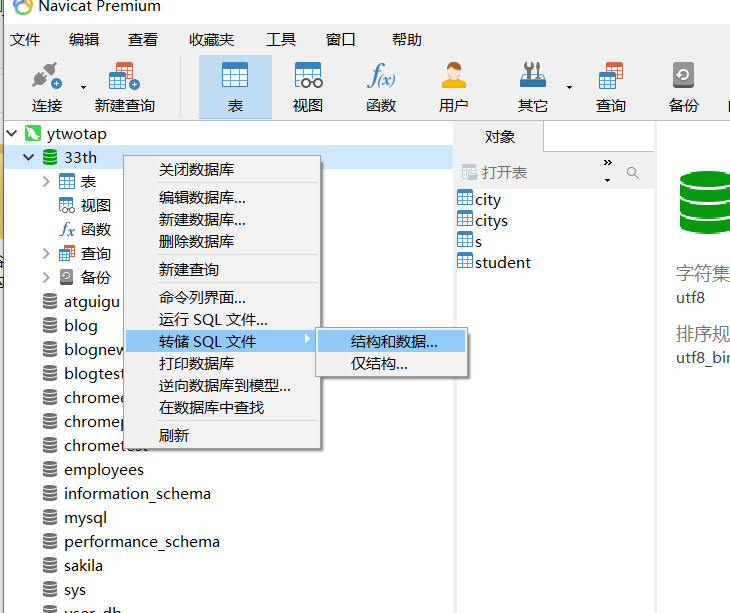 Navicat Premium
文件 编辑 查看 收藏夹 工具 窗口 帮助
连接 新建查询 表 视图 函数 用户 其它 查询 备份
ytwotap
33th
表
视图
函数
查询
备份
atguigu
blog
blognew
blogtest
chrome
chrome
chrometest
employees
information_schema
mysql
performance_schema
sakila
sys
user_db
关闭数据库
编辑数据库...
新建数据库...
删除数据库
新建查询
命令列界面...
运行 SQL 文件...
转储 SQL 文件
打印数据库
逆向数据库到模型...
在数据库中查找
刷新
结构和数据...
仅结构...
对象
打开表
city
citys
s
student
字符集
utf8
排序规
utf8_bin